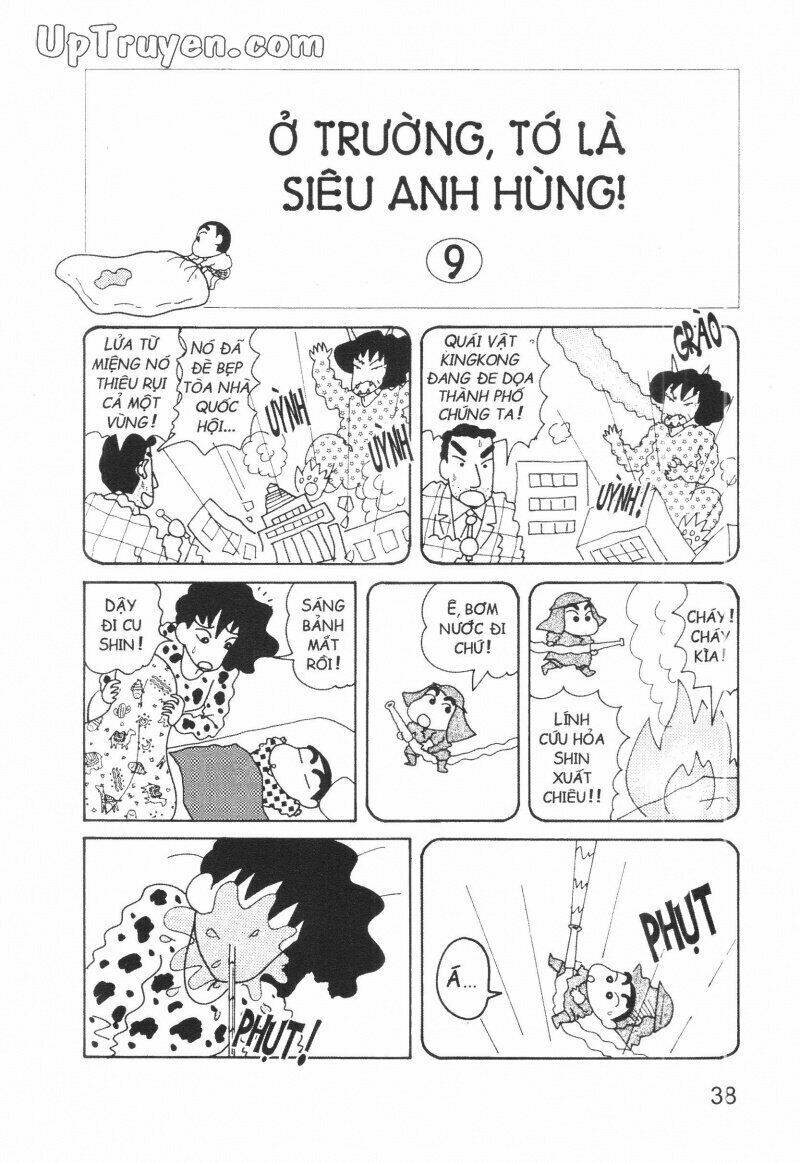 UpTruyen.com
Ở TRƯỜNG, TỚ LÀ
SIÊU ANH HÙNG!
9
GRÀO
QUÁI VẬT
KINGKONG
ĐANG ĐE DỌA
THÀNH PHỐ
CHÚNG TA!
UỲNH!
NÓ ĐÃ
ĐÈ BẸP
TÒA NHÀ
QUỐC
HỘI...
UỲNH
UỲNH
LỬA TỪ
MIỆNG NÓ
THIÊU RỤI
CẢ MỘT
VÙNG!
CHÁY!
CHÁY
KÌA!
LÍNH
CỨU HỎA
SHIN
XUẤT
CHIÊU!!
Ê, BƠM
NƯỚC ĐI
CHỨ!
SÁNG
BẢNH
MẮT
RỒI!
DẬY
ĐI CU
SHIN!
PHỤT
Á...
PHỤT!
38